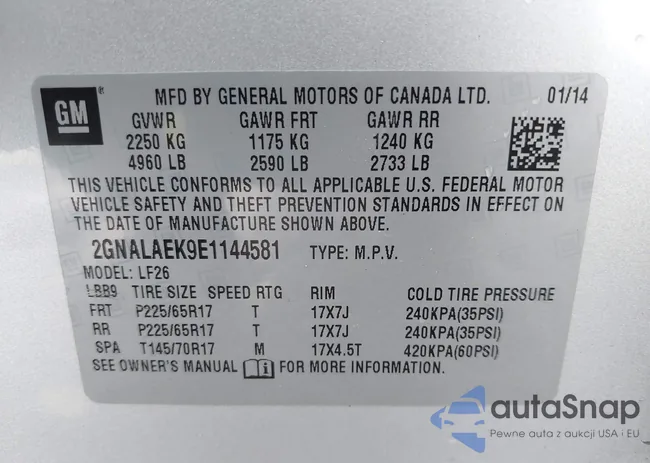 GM
MFD BY GENERAL MOTORS OF CANADA LTD. 01/14
GVWR GAWR FRT GAWR RR
2250 KG 1175 KG 1240 KG
4960 LB 2590 LB 2733 LB
THIS VEHICLE CONFORMS TO ALL APPLICABLE U.S. FEDERAL MOTOR
VEHICLE SAFETY AND THEFT PREVENTION STANDARDS IN EFFECT ON
THE DATE OF MANUFACTURE SHOWN ABOVE.
2GNALAEK9E1144581 TYPE: M.P.V.
MODEL: LF26
LBB9 TIRE SIZE SPEED RTG RIM COLD TIRE PRESSURE
FRT P225/65R17 T 17X7J 240KPA(35PSI)
RR P225/65R17 T 17X7J 240KPA(35PSI)
SPA T145/70R17 M 17X4.5T 420KPA(60PSI)
SEE OWNER'S MANUAL i FOR MORE INFORMATION.
autaSnap
Pewne auta z aukcji USA i EU